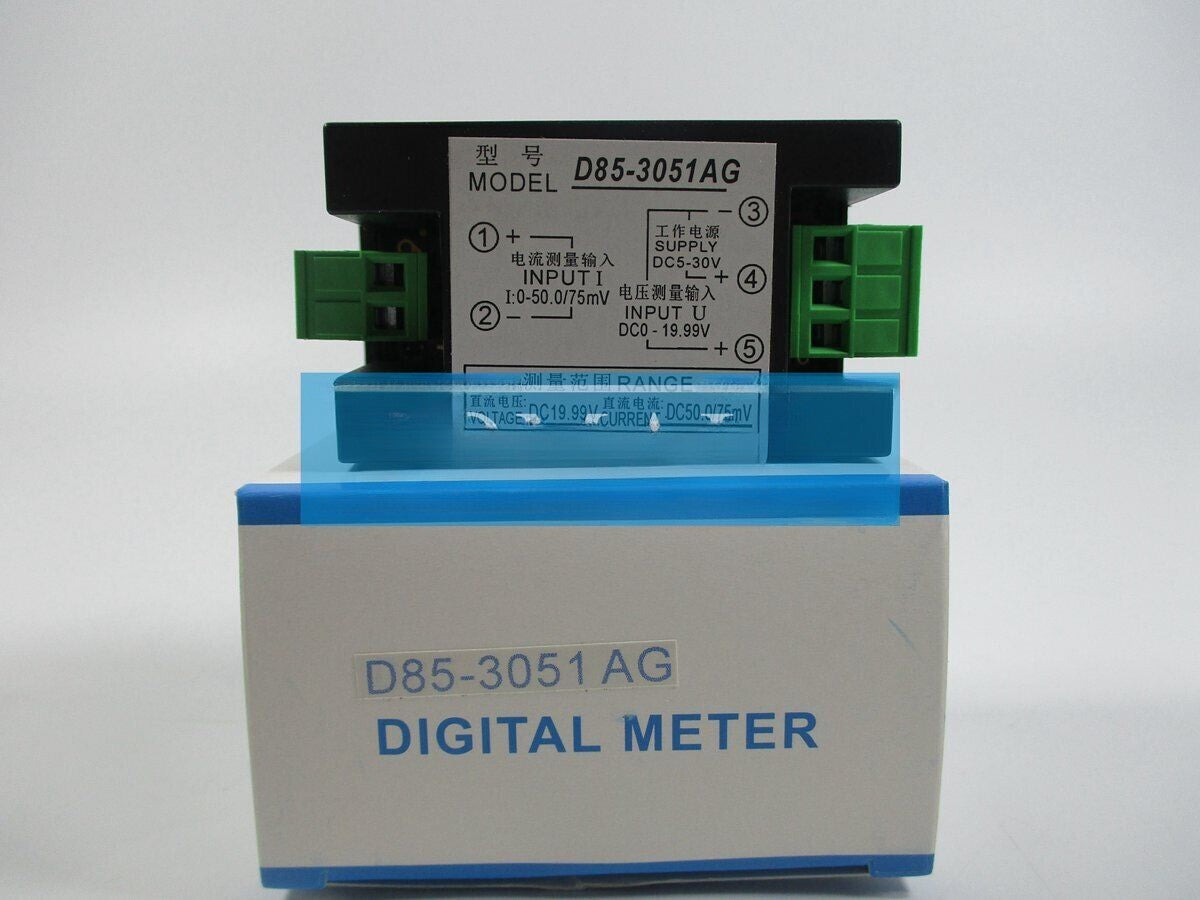 型 号
MODEL D85-3051AG
① +
电流测量输入
INPUT I
I:0-50.0/75mV
② -
- ③
工作电源
SUPPLY
DC5-30V
+ ④
电压测量输入
INPUT U
DC0-19.99V
+ ⑤
测量范围 RANGE
直流电压: DC19.99V 直流电流: DC50.0/75mV
VOLTAGE CURRENT
D85-3051AG
DIGITAL METER